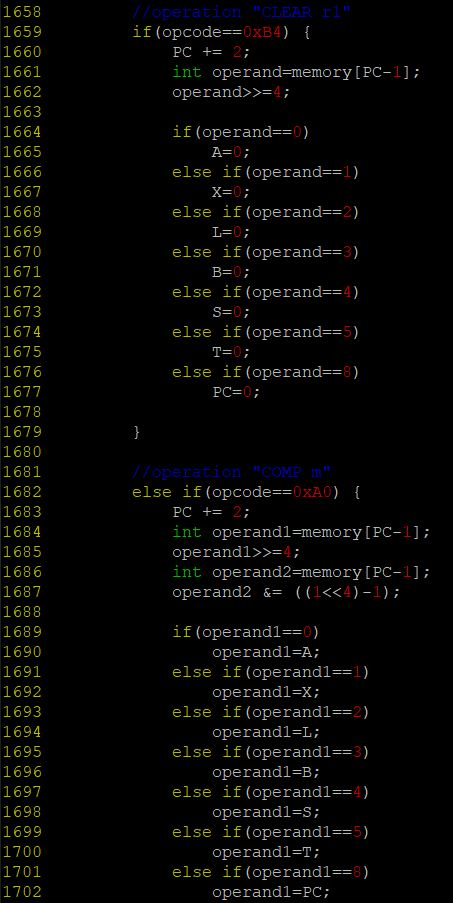 1658         //operation "CLEAR r1"
1659         if(opcode==0xB4) {
1660             PC += 2;
1661             int operand=memory[PC-1];
1662             operand>>=4;
1663
1664             if(operand==0)
1665                 A=0;
1666             else if(operand==1)
1667                 X=0;
1668             else if(operand==2)
1669                 L=0;
1670             else if(operand==3)
1671                 B=0;
1672             else if(operand==4)
1673                 S=0;
1674             else if(operand==5)
1675                 T=0;
1676             else if(operand==8)
1677                 PC=0;
1678
1679         }
1680
1681         //operation "COMP m"
1682         else if(opcode==0xA0) {
1683             PC += 2;
1684             int operand1=memory[PC-1];
1685             operand1>>=4;
1686             int operand2=memory[PC-1];
1687             operand2 &= ((1<<4)-1);
1688
1689             if(operand1==0)
1690                 operand1=A;
1691             else if(operand1==1)
1692                 operand1=X;
1693             else if(operand1==2)
1694                 operand1=L;
1695             else if(operand1==3)
1696                 operand1=B;
1697             else if(operand1==4)
1698                 operand1=S;
1699             else if(operand1==5)
1700                 operand1=T;
1701             else if(operand1==8)
1702                 operand1=PC;